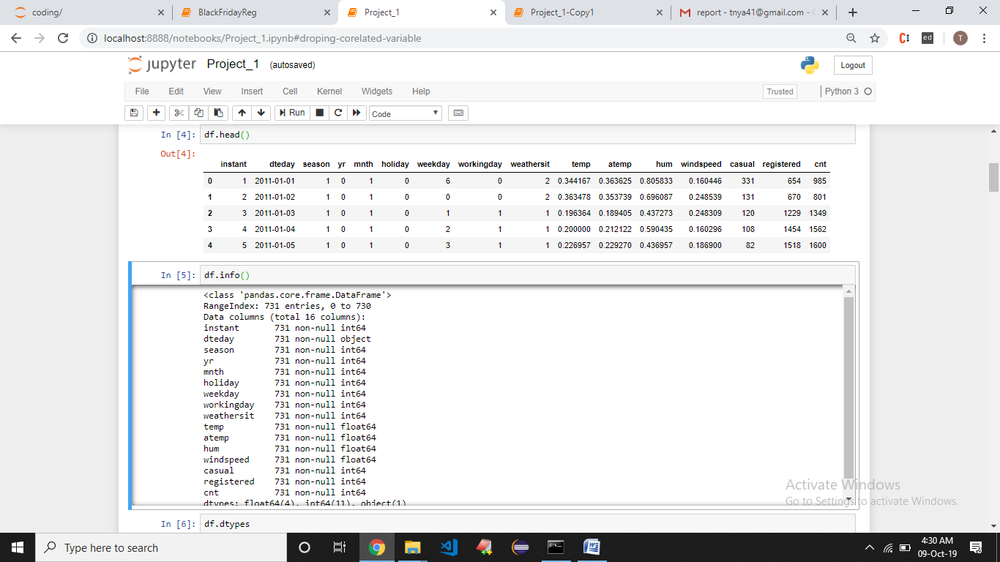 coding/
BlackFridayReg
Project_1
Project_1-Copy1
report - tnya41@gmail.com -
localhost:8888/notebooks/Project_1.ipynb#droping-corelated-variable
C:
ed
T
jupyter Project_1 (autosaved)
Logout
File Edit View Insert Cell Kernel Widgets Help
Trusted
Python 3
Run
Code
In [4]: df.head()
Out[4]:
instant dteday season yr mnth holiday weekday workingday weathersit temp atemp hum windspeed casual registered cnt
0 1 2011-01-01 1 0 1 0 6 0 2 0.344167 0.363625 0.805833 0.160446 331 654 985
1 2 2011-01-02 1 0 1 0 0 0 2 0.363478 0.353739 0.696087 0.248539 131 670 801
2 3 2011-01-03 1 0 1 0 1 1 1 0.196364 0.189405 0.437273 0.248309 120 1229 1349
3 4 2011-01-04 1 0 1 0 2 1 1 0.200000 0.212122 0.590435 0.160296 108 1454 1562
4 5 2011-01-05 1 0 1 0 3 1 1 0.226957 0.229270 0.436957 0.186900 82 1518 1600
In [5]: df.info()
<class 'pandas.core.frame.DataFrame'>
RangeIndex: 731 entries, 0 to 730
Data columns (total 16 columns):
instant 731 non-null int64
dteday 731 non-null object
season 731 non-null int64
yr 731 non-null int64
mnth 731 non-null int64
holiday 731 non-null int64
weekday 731 non-null int64
workingday 731 non-null int64
weathersit 731 non-null int64
temp 731 non-null float64
atemp 731 non-null float64
hum 731 non-null float64
windspeed 731 non-null float64
casual 731 non-null int64
registered 731 non-null int64
cnt 731 non-null int64
dtypes: float64(4), int64(11), object(1)
Activate Windows
Go to Settings to activate Windows.
In [6]: df.dtypes
Type here to search
4:30 AM
09-Oct-19